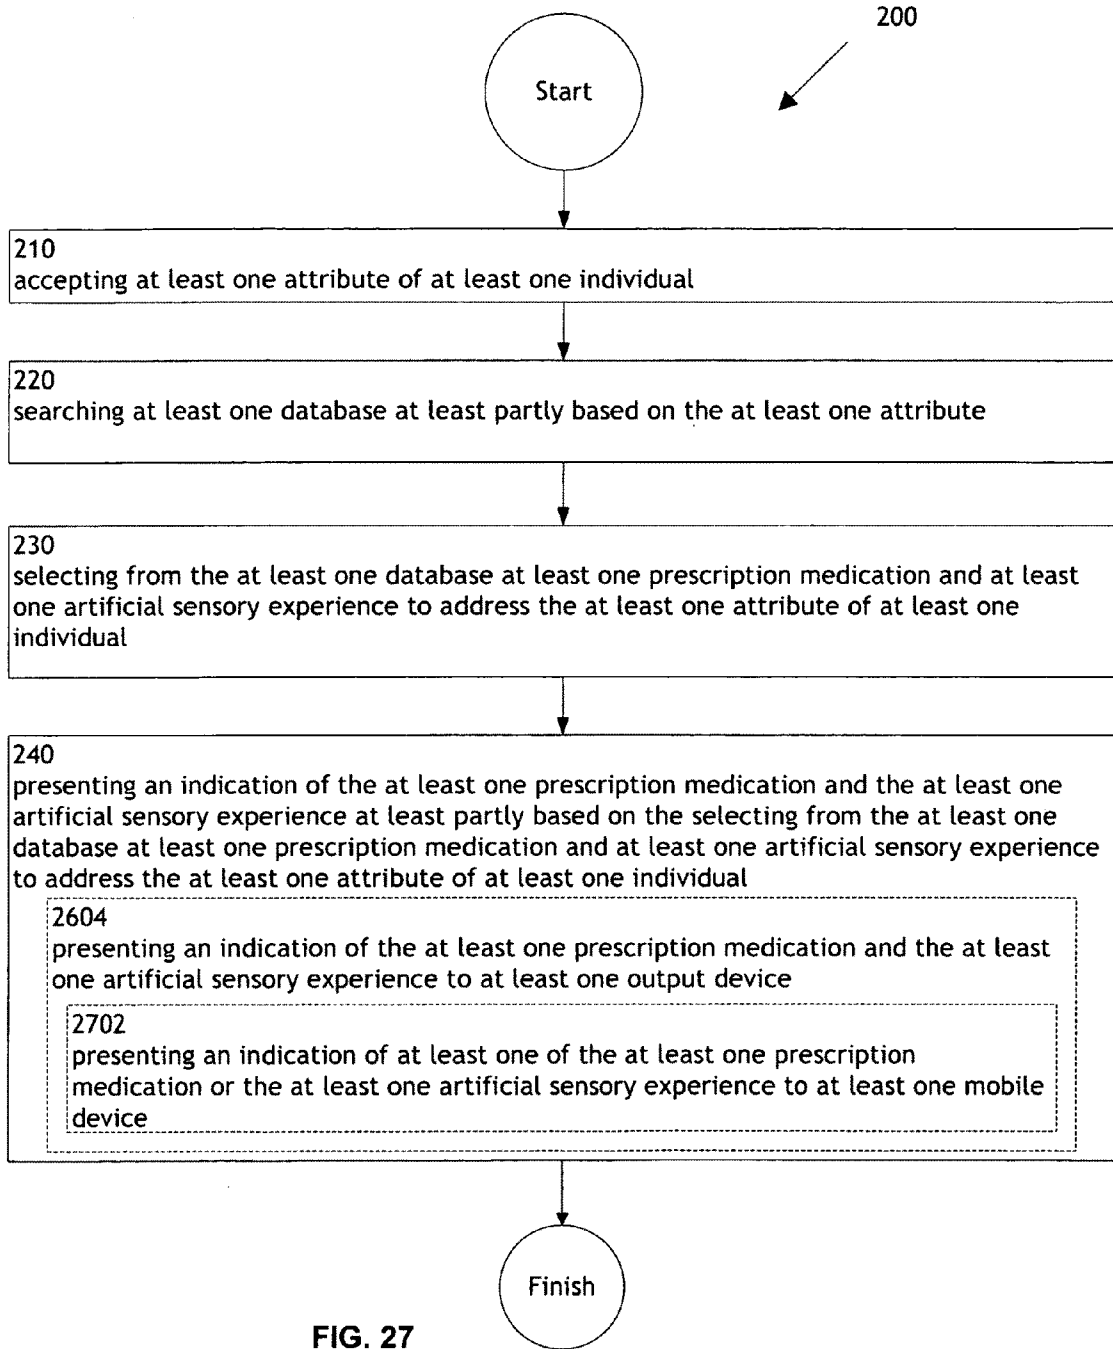 200
Start
210
accepting at least one attribute of at least one individual
220
searching at least one database at least partly based on the at least one attribute
230
selecting from the at least one database at least one prescription medication and at least
one artificial sensory experience to address the at least one attribute of at least one
individual
240
presenting an indication of the at least one prescription medication and the at least one
artificial sensory experience at least partly based on the selecting from the at least one
database at least one prescription medication and at least one artificial sensory experience
to address the at least one attribute of at least one individual
2604
presenting an indication of the at least one prescription medication and the at least
one artificial sensory experience to at least one output device
2702
presenting an indication of at least one of the at least one prescription
medication or the at least one artificial sensory experience to at least one mobile
device
Finish
FIG. 27